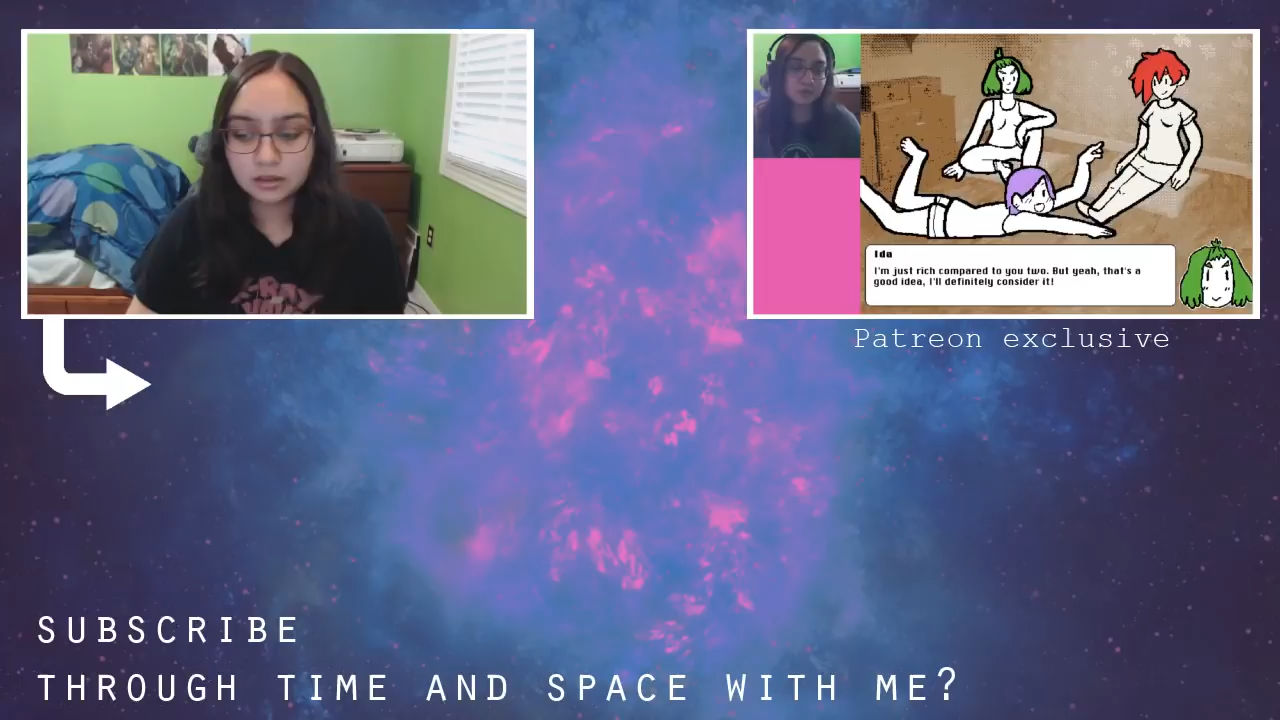 Ida
I'm just rich compared to you two. But yeah, that's a
good idea, I'll definitely consider it!
Patreon exclusive
SUBSCRIBE
THROUGH TIME AND SPACE WITH ME?